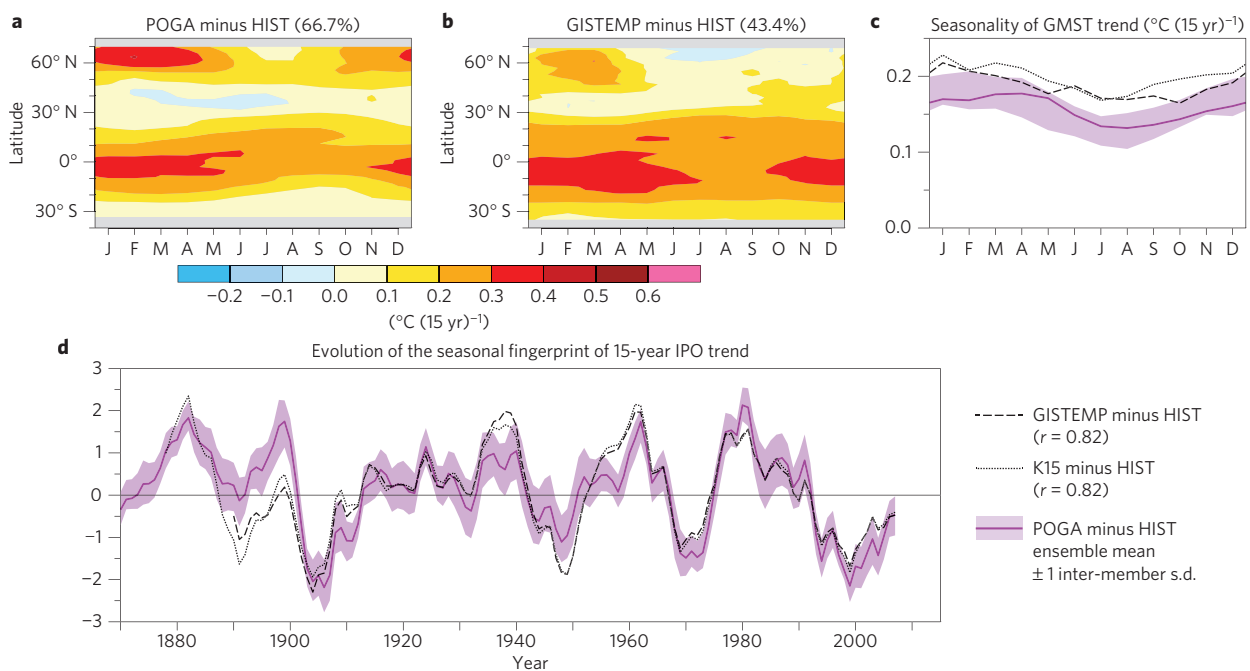 a
POGA minus HIST (66.7%)
60° N
30° N
0°
30° S
Latitude
J F M A M J J A S O N D
b
GISTEMP minus HIST (43.4%)
60° N
30° N
0°
30° S
Latitude
J F M A M J J A S O N D
c
Seasonality of GMST trend (°C (15 yr)⁻¹)
0.2
0.1
0.0
J F M A M J J A S O N D
−0.2 −0.1 0.0 0.1 0.2 0.3 0.4 0.5 0.6
(°C (15 yr)⁻¹)
d
Evolution of the seasonal fingerprint of 15-year IPO trend
3
2
1
0
−1
−2
−3
1880 1900 1920 1940 1960 1980 2000
Year
GISTEMP minus HIST
(r = 0.82)
K15 minus HIST
(r = 0.82)
POGA minus HIST
ensemble mean
± 1 inter-member s.d.